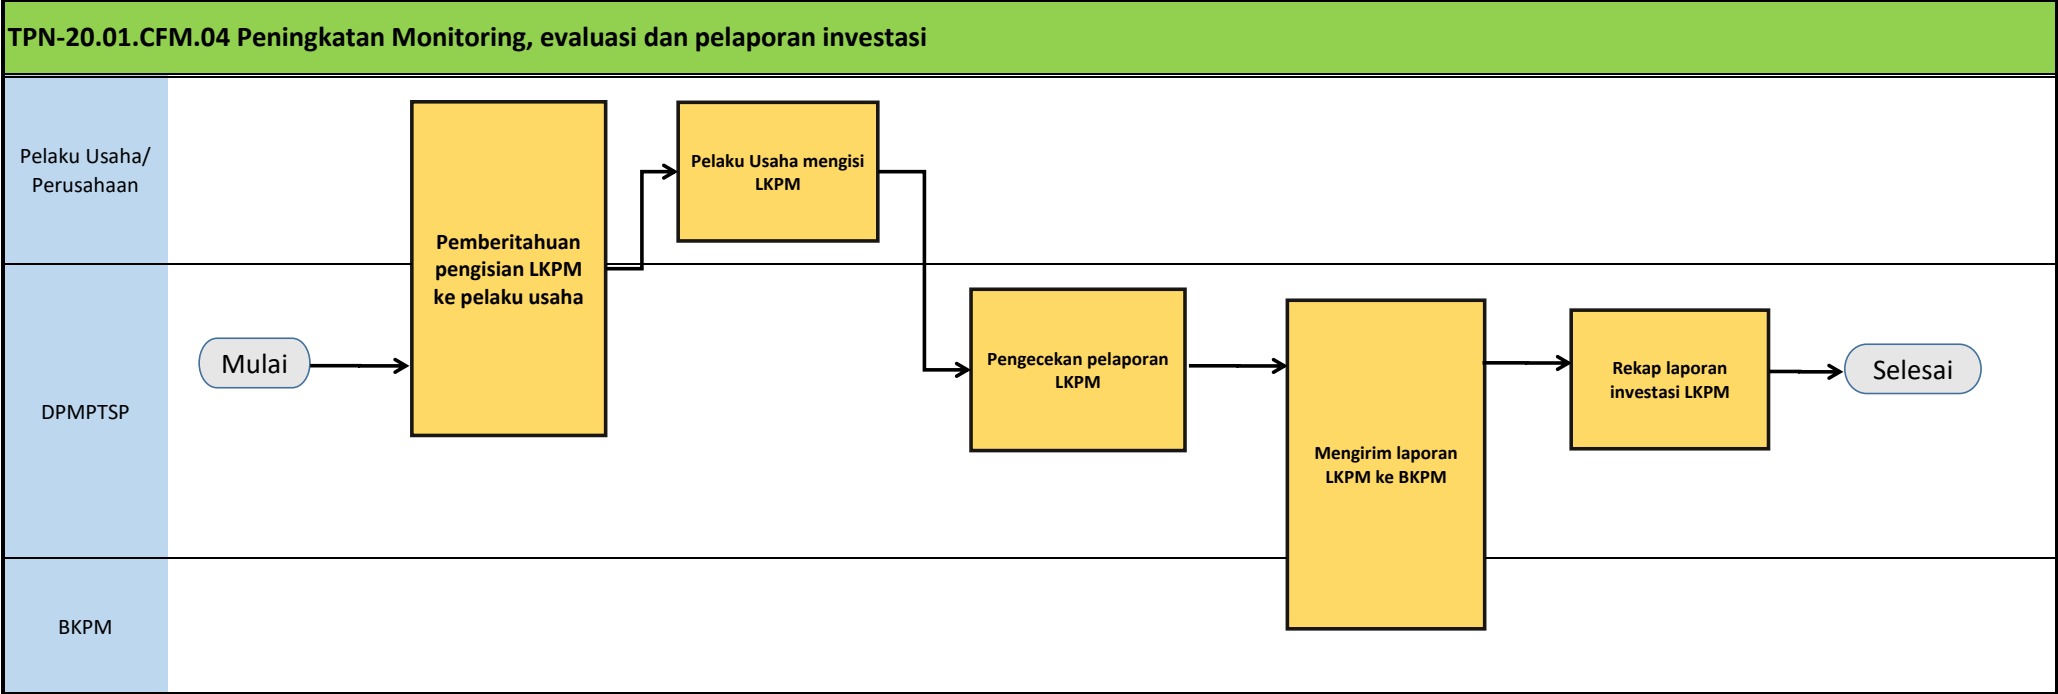 TPN-20.01.CFM.04 Peningkatan Monitoring, evaluasi dan pelaporan investasi
Pelaku Usaha/
Perusahaan
Pemberitahuan
pengisian LKPM
ke pelaku usaha
Pelaku Usaha mengisi
LKPM
DPMPTSP
Mulai
Pengecekan pelaporan
LKPM
Mengirim laporan
LKPM ke BKPM
Rekap laporan
investasi LKPM
Selesai
BKPM